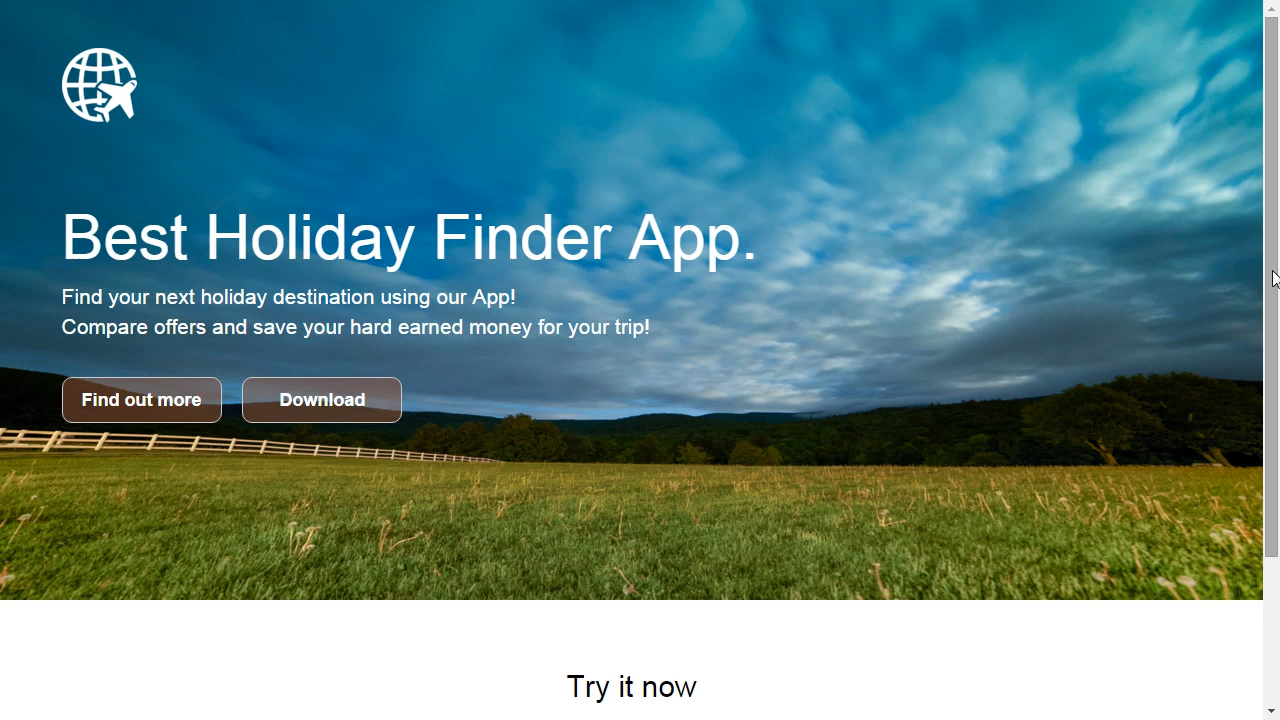 Best Holiday Finder App.
Find your next holiday destination using our App!
Compare offers and save your hard earned money for your trip!
Find out more
Download
Try it now